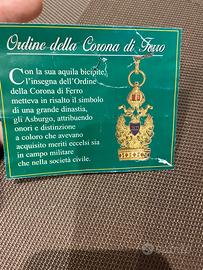 Ordine della Corona di Ferro
Con la sua aquila bicipite,
l'insegna dell'Ordine
della Corona di Ferro
metteva in risalto il simbolo
di una grande dinastia,
gli Asburgo, attribuendo
onori e distinzione
a coloro che avevano
acquisito meriti eccelsi sia
in campo militare
che nella società civile.